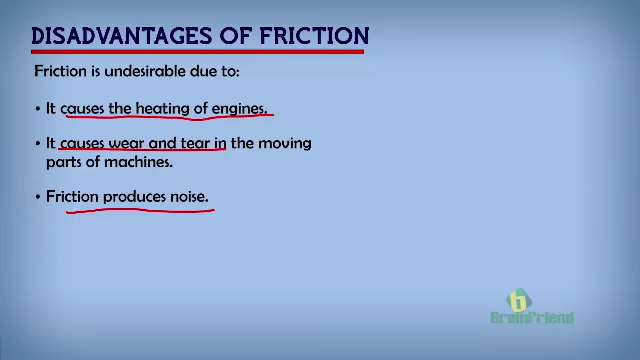 DISADVANTAGES OF FRICTION
Friction is undesirable due to:
• It causes the heating of engines.
• It causes wear and tear in the moving
parts of machines.
• Friction produces noise.
b
Brainfriend